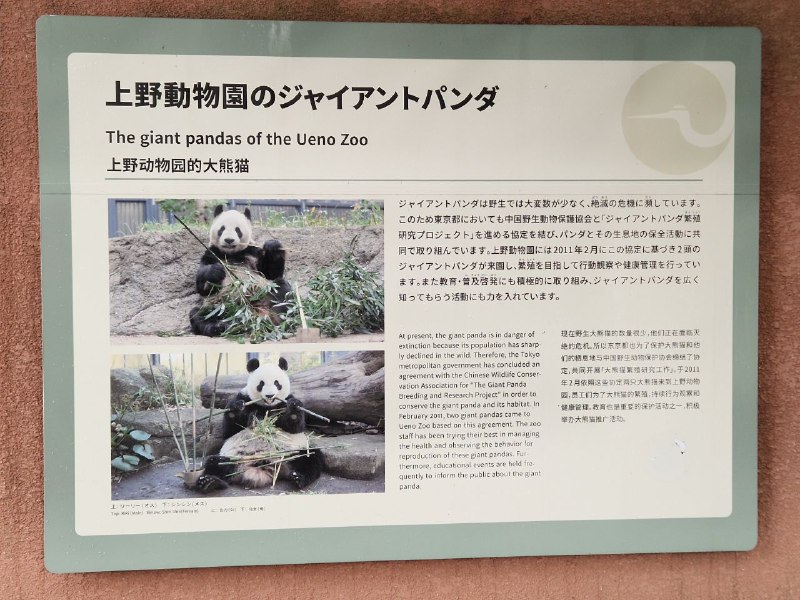 上野動物園のジャイアントパンダ
The giant pandas of the Ueno Zoo
上野动物园的大熊猫
ジャイアントパンダは野生では大変数が少なく、絶滅の危機に瀕しています。
このため東京都においても中国野生動物保護協会と「ジャイアントパンダ繁殖
研究プロジェクト」を進める協定を結び、パンダとその生息地の保全活動に共
同で取り組んでいます。上野動物園には2011年2月にこの協定に基づき2頭の
ジャイアントパンダが来園し、繁殖を目指して行動観察や健康管理を行ってい
ます。また教育・普及啓発にも積極的に取り組み、ジャイアントパンダを広く
知ってもらう活動にも力を入れています。
At present, the giant panda is in danger of
extinction because its population has sharp-
ly declined in the wild. Therefore, the Tokyo
metropolitan government has concluded an
agreement with the Chinese Wildlife Conser-
vation Association for "The Giant Panda
Breeding and Research Project" in order to
conserve the giant panda and its habitat. In
February 2011, two giant pandas came to
Ueno Zoo based on this agreement. The zoo
staff has been trying their best in managing
the health and observing the behavior for
reproduction of these giant pandas. Fur-
thermore, educational events are held fre-
quently to inform the public about the giant
panda.
现在野生大熊猫的数量很少,他们正在面临灭
绝的危机。所以东京都也为了保护大熊猫和他
们的栖息地与中国野生动物保护协会缔结了协
定,共同开展「大熊猫繁殖研究工作」。于2011
年2月依照这些协定两只大熊猫来到上野动物
园,员工们为了大熊猫的繁殖,持续行为观察和
健康管理。教育也是重要的保护活动之一,积极
举办大熊猫推广活动。
上:リーリー(オス) 下:シンシン(メス)